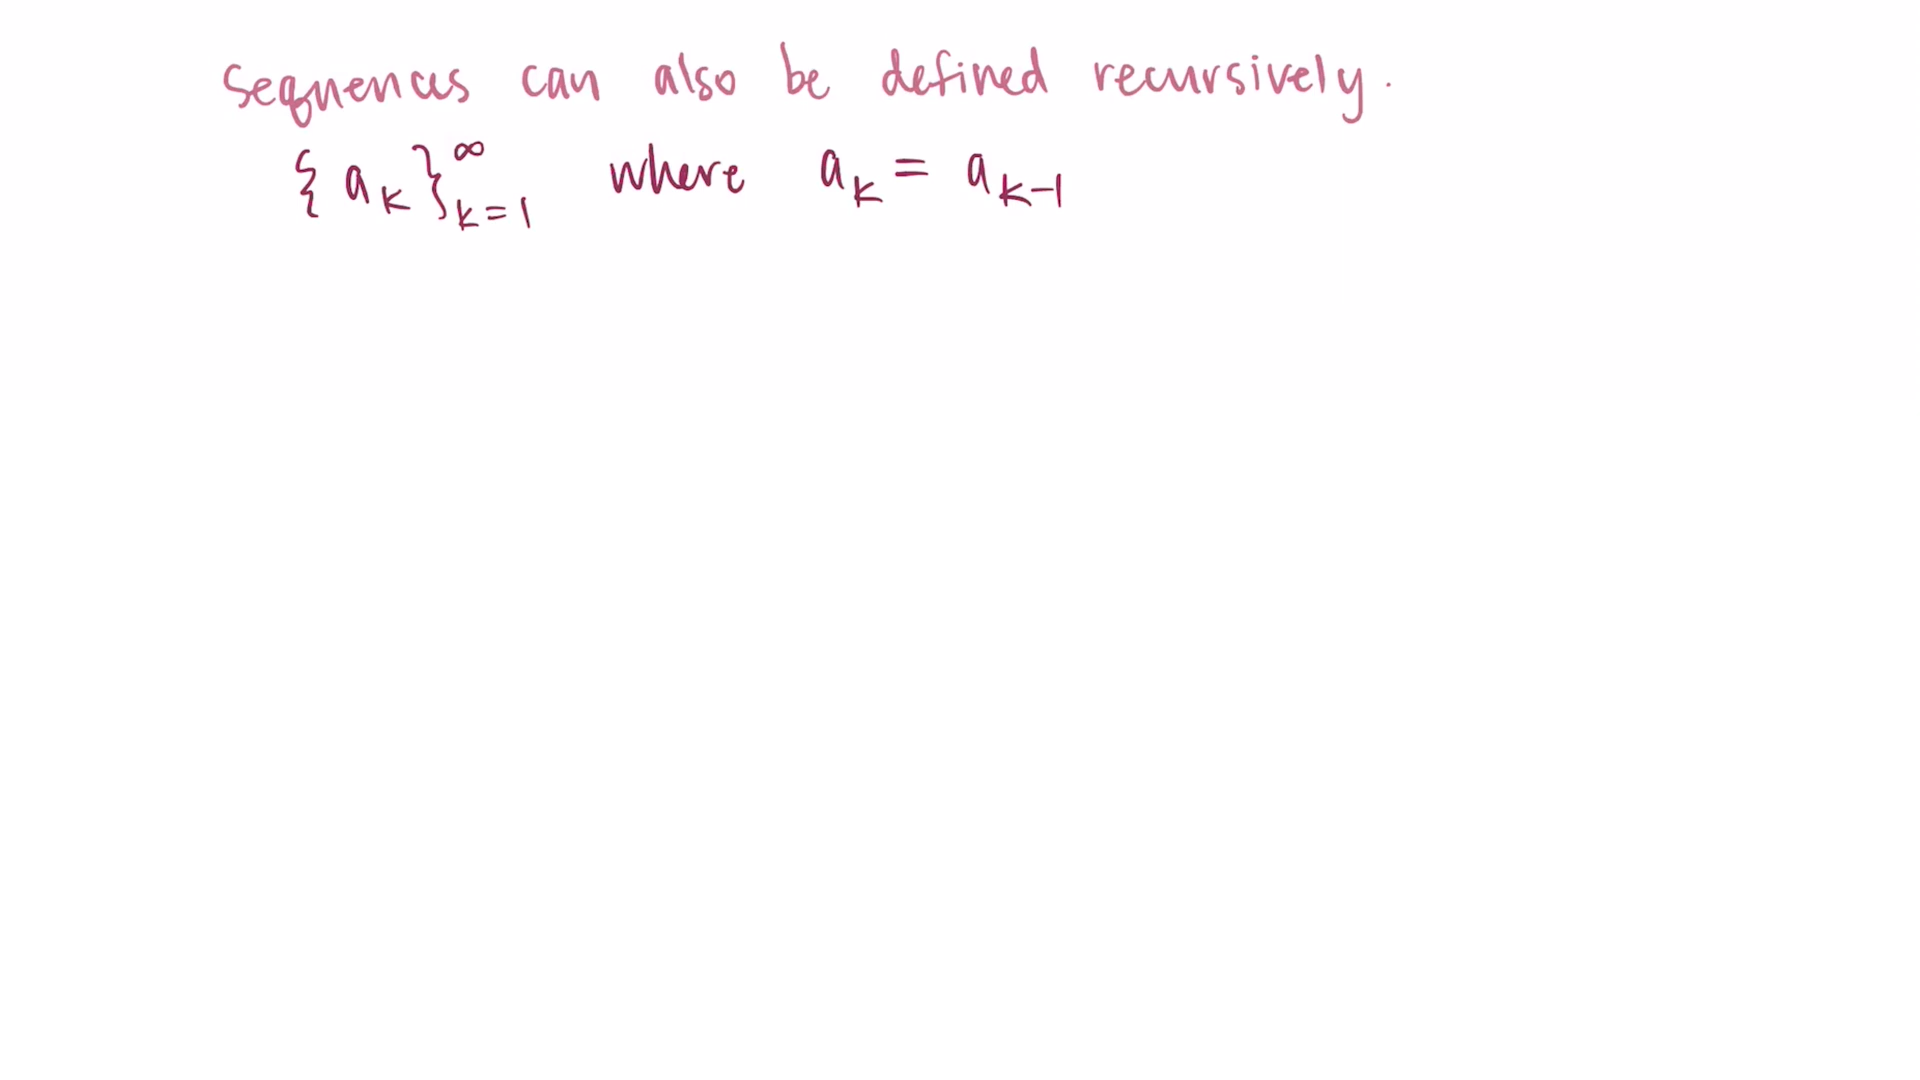 Sequences can also be defined recursively.
{a_k}_{k=1}^∞ where a_k = a_{k-1}